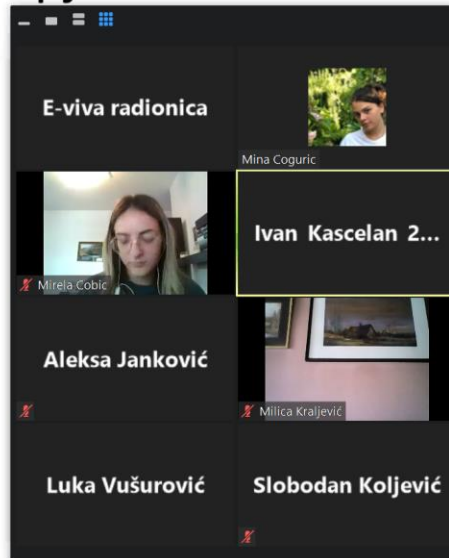 E-viva radionica
Mina Coguric
Mirela Cobic
Ivan Kascelan 2...
Aleksa Janković
Milica Kraljević
Luka Vušurović
Slobodan Koljević